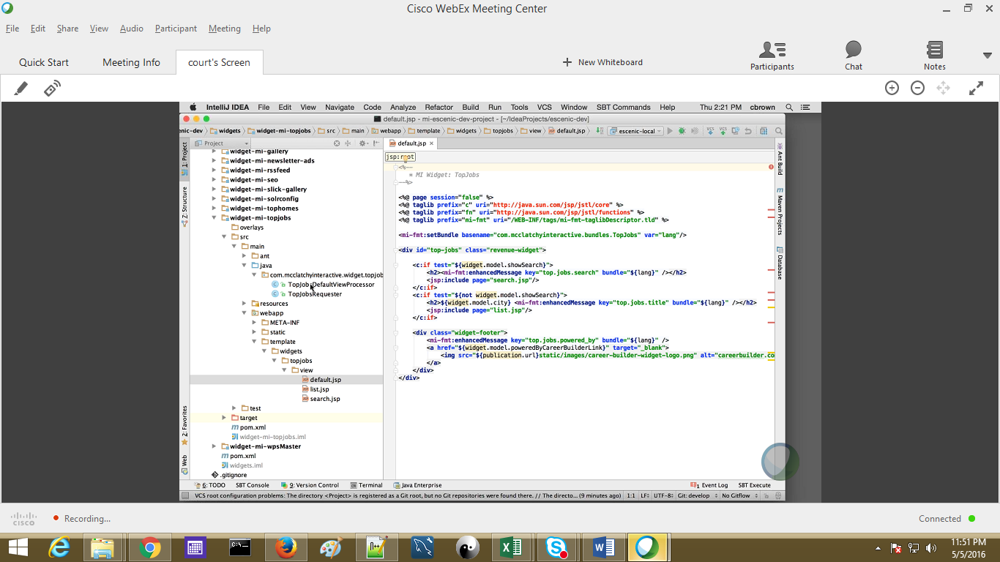 Cisco WebEx Meeting Center
File Edit Share View Audio Participant Meeting Help
Quick Start Meeting Info court's Screen New Whiteboard Participants Chat Notes
IntelliJ IDEA File Edit View Navigate Code Analyze Refactor Build Run Tools VCS Window SBT Commands Help Thu 2:21 PM cbrown
default.jsp - mi-escenic-dev-project - [~/IdeaProjects/escenic-dev]
enic-dev widgets widget-mi-topjobs src main webapp template widgets topjobs view default.jsp escenic-local VCS VCS
Project default.jsp
1: Project
Z: Structure
2: Favorites
Web
widget-mi-gallery
widget-mi-newsletter-ads
widget-mi-rssfeed
widget-mi-seo
widget-mi-slick-gallery
widget-mi-solrconfig
widget-mi-tophomes
widget-mi-topjobs
overlays
src
main
ant
java
com.mcclatchyinteractive.widget.topjob
DefaultViewProcessor
TopJobsRequester
resources
webapp
META-INF
static
template
widgets
topjobs
view
default.jsp
list.jsp
search.jsp
test
target
pom.xml
widget-mi-topjobs.iml
widget-mi-wpsMaster
pom.xml
widgets.iml
.gitignore
jsp:root
<%--
* MI Widget: TopJobs
--%>
<%@ page session="false" %>
<%@ taglib prefix="c" uri="http://java.sun.com/jsp/jstl/core" %>
<%@ taglib prefix="fn" uri="http://java.sun.com/jsp/jstl/functions" %>
<%@ taglib prefix="mi-fmt" uri="/WEB-INF/tags/mi-fmt-taglibDescriptor.tld" %>
<mi-fmt:setBundle basename="com.mcclatchyinteractive.bundles.TopJobs" var="lang"/>
<div id="top-jobs" class="revenue-widget">
<c:if test="${widget.model.showSearch}">
<h2><mi-fmt:enhancedMessage key="top.jobs.search" bundle="${lang}" /></h2>
<jsp:include page="search.jsp"/>
</c:if>
<c:if test="${not widget.model.showSearch}">
<h2>${widget.model.city} <mi-fmt:enhancedMessage key="top.jobs.title" bundle="${lang}" /></h2>
<jsp:include page="list.jsp"/>
</c:if>
<div class="widget-footer">
<mi-fmt:enhancedMessage key="top.jobs.powered_by" bundle="${lang}" />
<a href="${widget.model.poweredByCareerBuilderLink}" target="_blank">
<img src="${publication.url}static/images/career-builder-widget-logo.png" alt="careerbuilder.co
</a>
</div>
</div>
Ant Build
Maven Projects
Database
6: TODO SBT Console 9: Version Control Terminal Java Enterprise 1 Event Log SBT Execute
VCS root configuration problems: The directory <Project> is registered as a Git root, but no Git repositories were found there. // The directo... (9 minutes ago) 1:1 LF UTF-8 Git: develop No Gitflow
cisco Recording... Connected
11:51 PM
5/5/2016